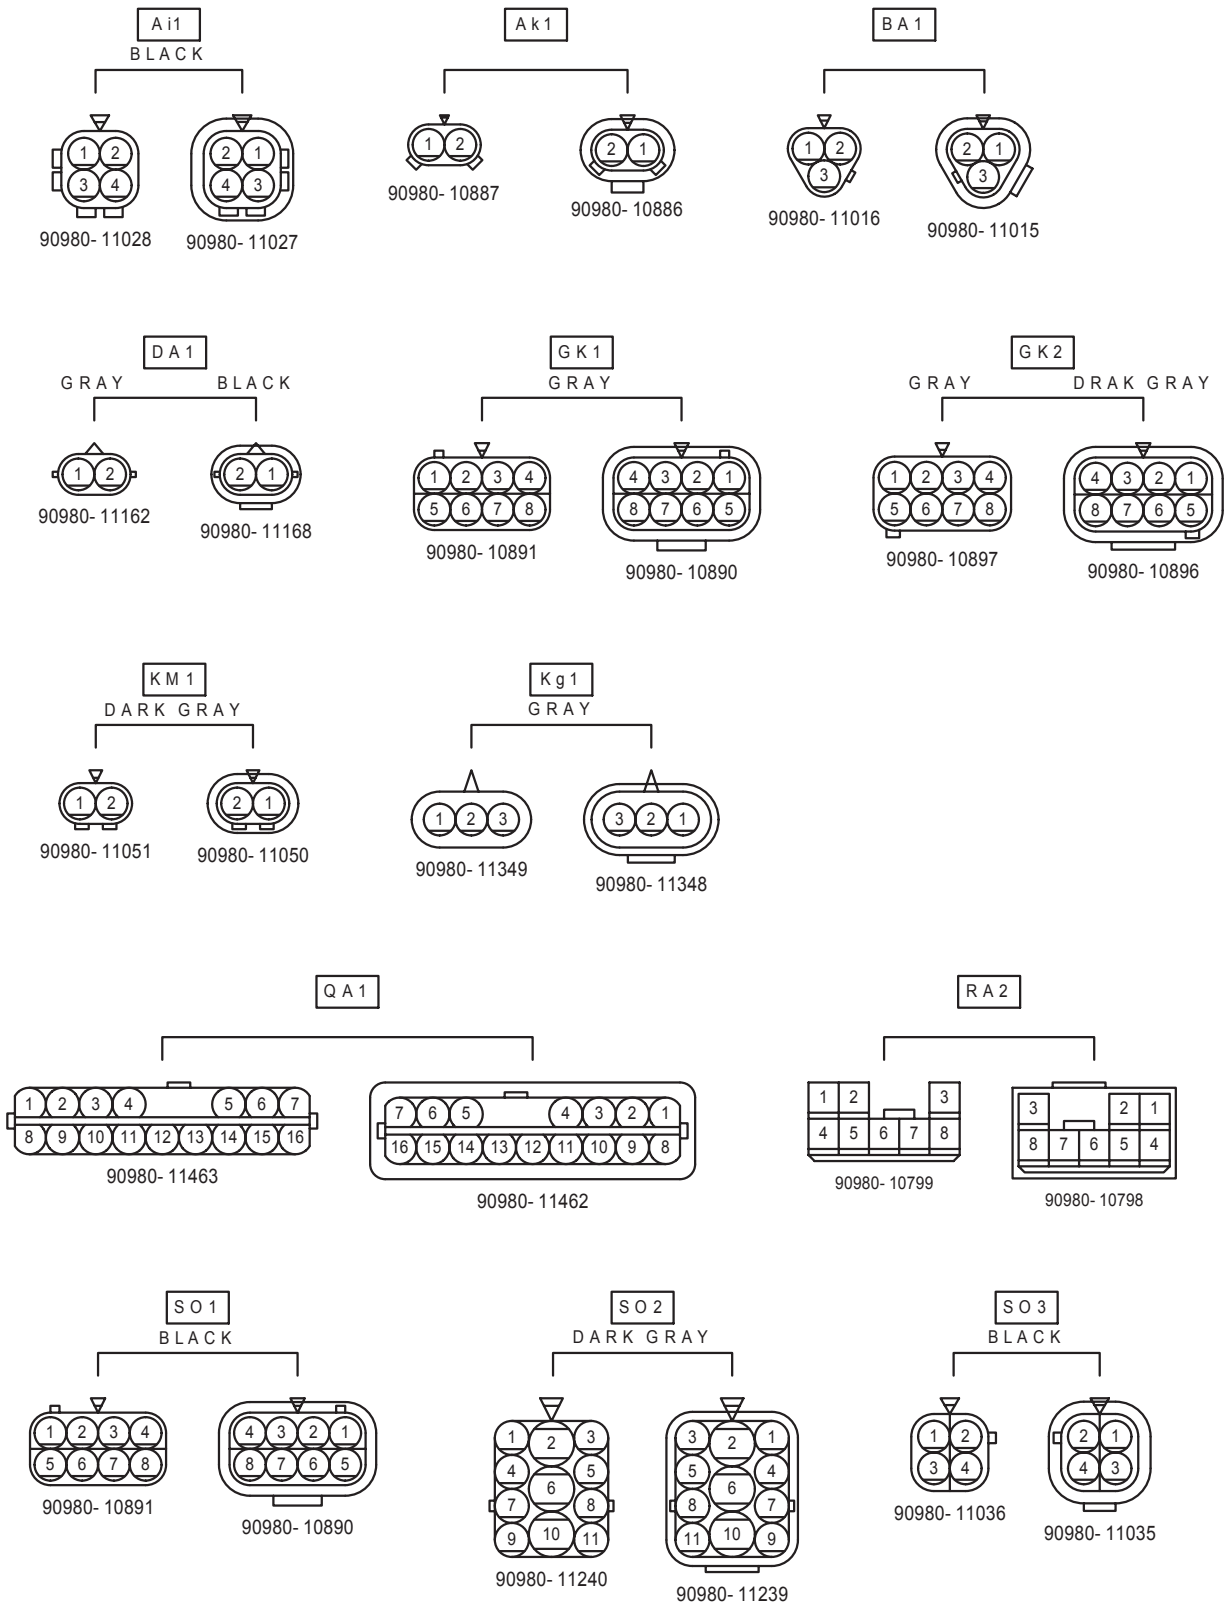 Ai1
BLACK
1 2
3 4
90980-11028
2 1
4 3
90980-11027
Ak1
1 2
90980-10887
2 1
90980-10886
BA1
1 2
3
90980-11016
2 1
3
90980-11015
DA1
GRAY
BLACK
1 2
90980-11162
2 1
90980-11168
GK1
GRAY
1 2 3 4
5 6 7 8
90980-10891
4 3 2 1
8 7 6 5
90980-10890
GK2
GRAY
DRAK GRAY
1 2 3 4
5 6 7 8
90980-10897
4 3 2 1
8 7 6 5
90980-10896
KM1
DARK GRAY
1 2
90980-11051
2 1
90980-11050
Kg1
GRAY
1 2 3
90980-11349
3 2 1
90980-11348
QA1
1 2 3 4 5 6 7
8 9 10 11 12 13 14 15 16
90980-11463
7 6 5 4 3 2 1
16 15 14 13 12 11 10 9 8
90980-11462
RA2
1 2 3
4 5 6 7 8
90980-10799
3 2 1
8 7 6 5 4
90980-10798
SO1
BLACK
1 2 3 4
5 6 7 8
90980-10891
4 3 2 1
8 7 6 5
90980-10890
SO2
DARK GRAY
1 2 3
4 5
6
7 8
9 10 11
90980-11240
3 2 1
5 4
6
8 7
11 10 9
90980-11239
SO3
BLACK
1 2
3 4
90980-11036
2 1
4 3
90980-11035